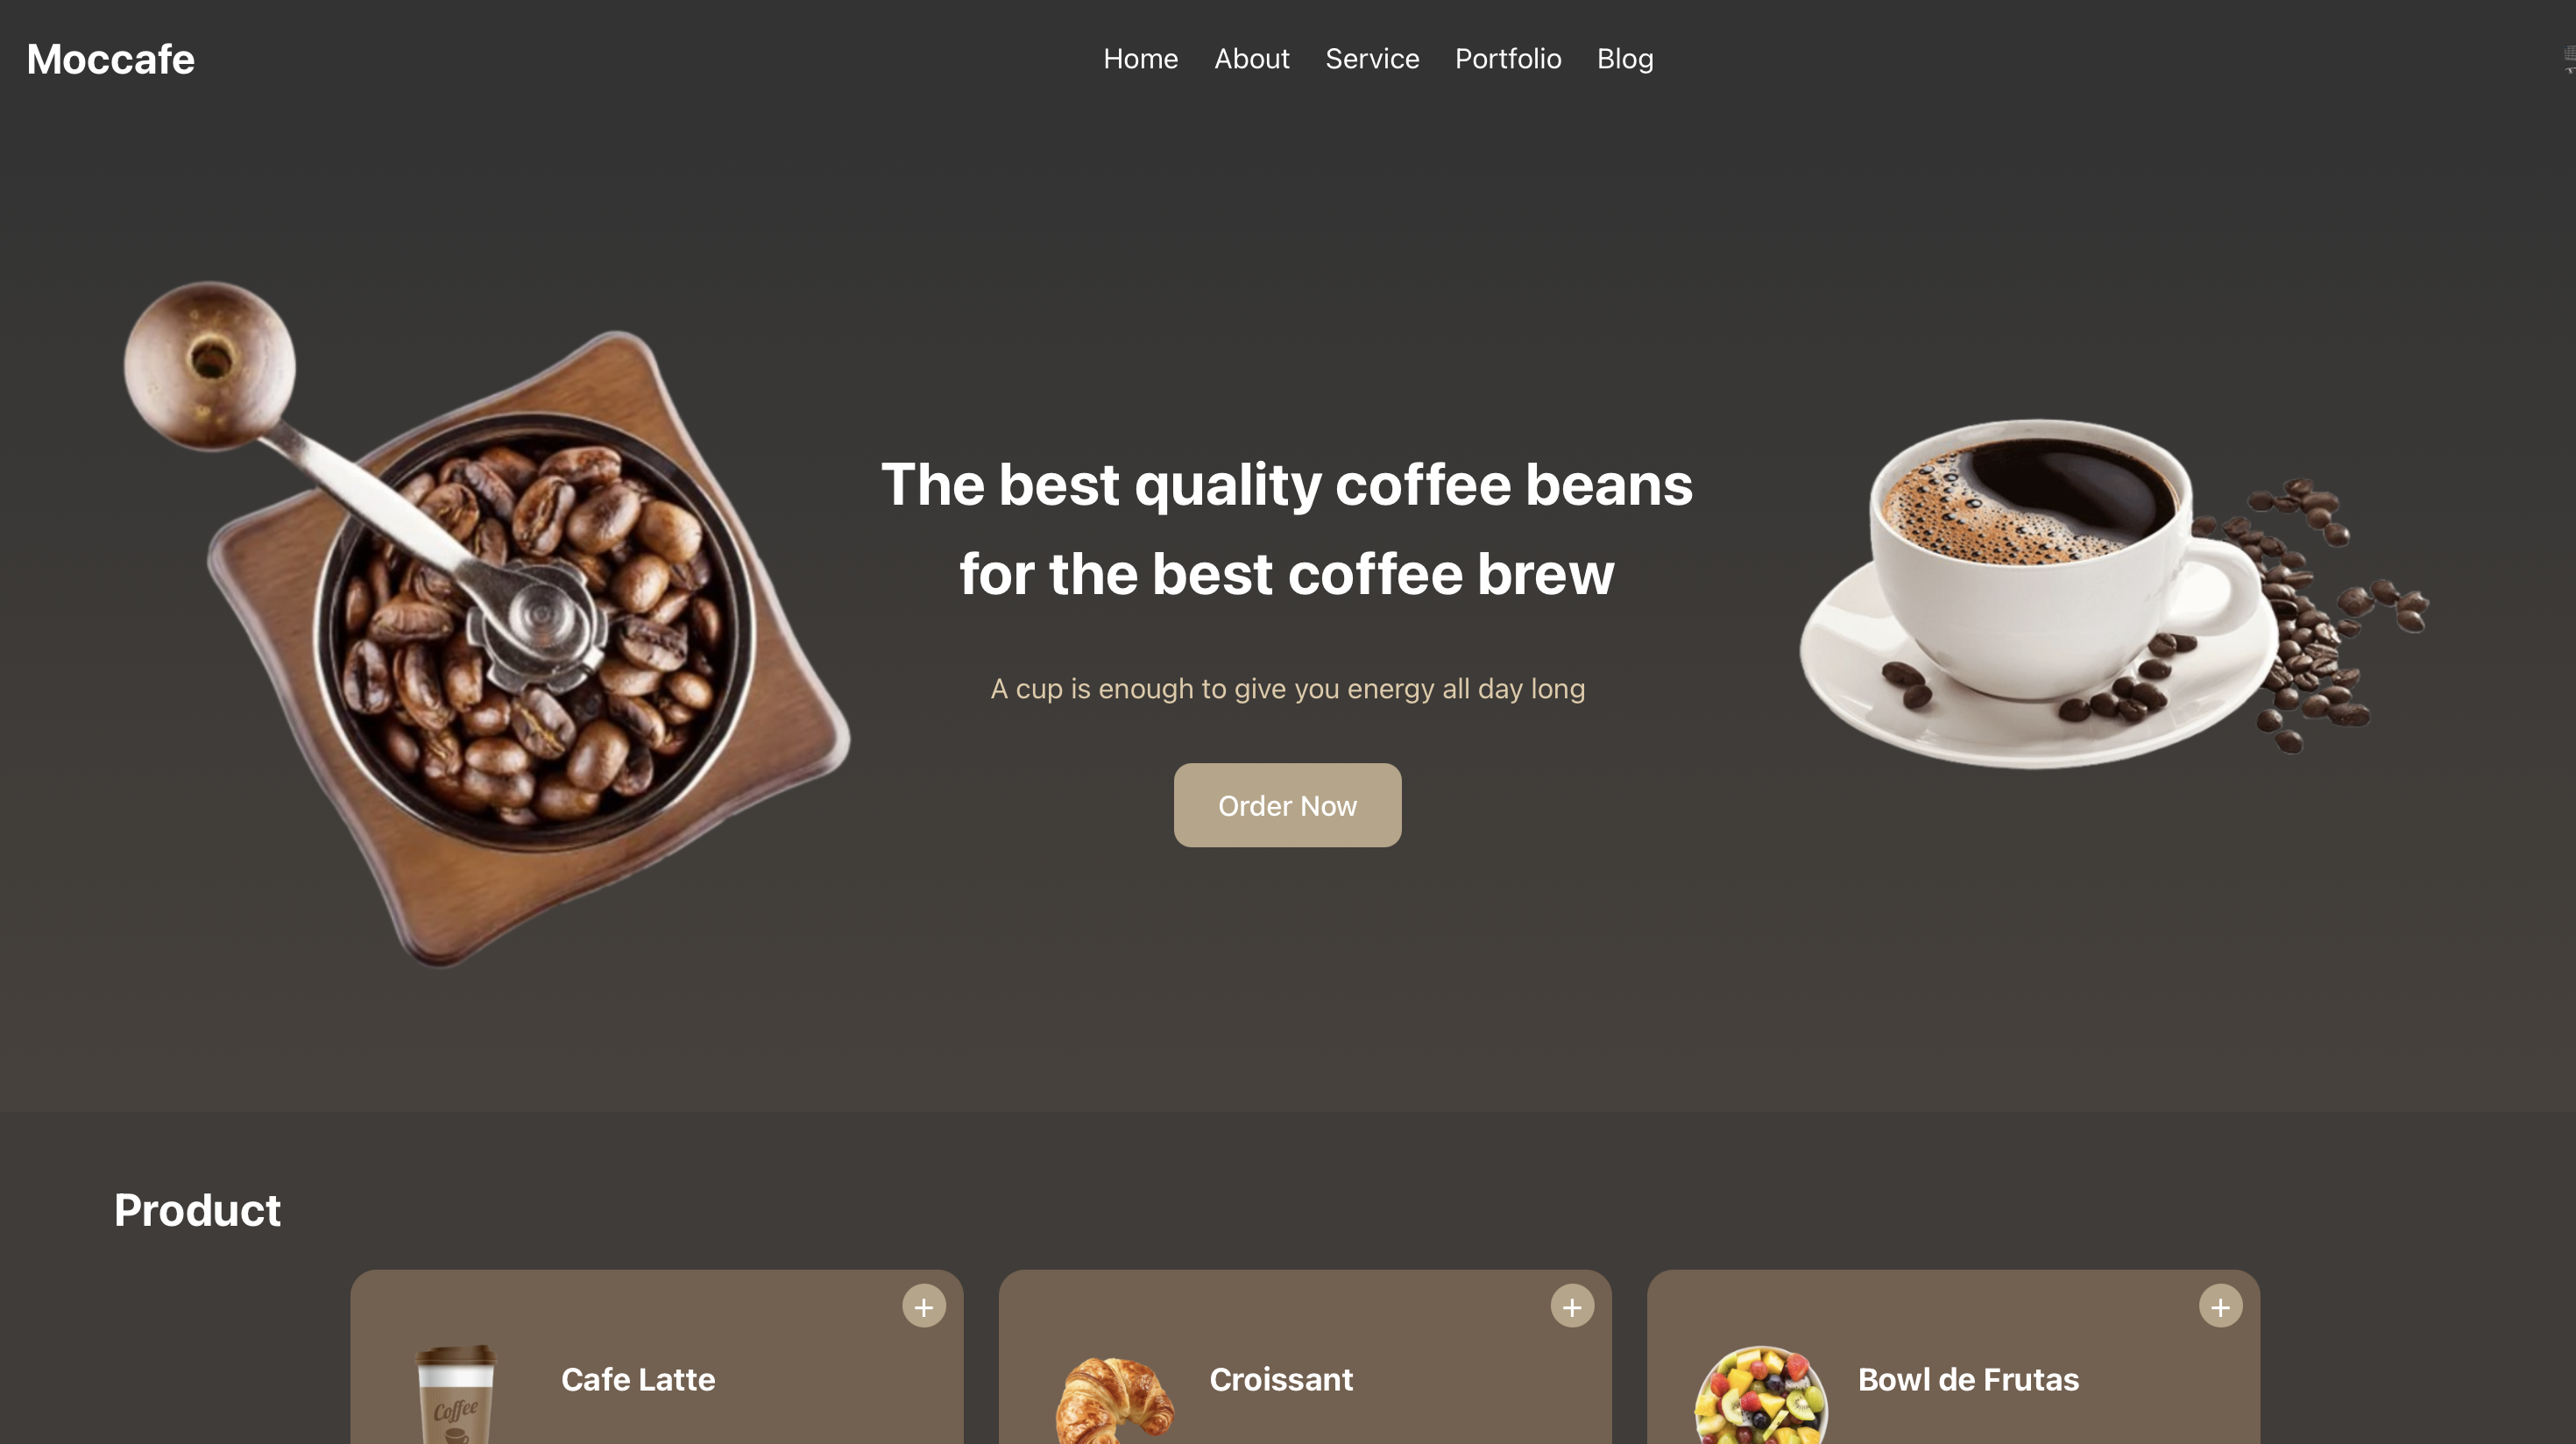 Moccafe
Home About Service Portfolio Blog
The best quality coffee beans
for the best coffee brew
A cup is enough to give you energy all day long
Order Now
Product
+ + +
Cafe Latte Croissant Bowl de Frutas
Coffee